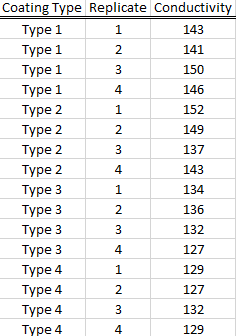 Coating Type Replicate Conductivity
Type 1 1 143
Type 1 2 141
Type 1 3 150
Type 1 4 146
Type 2 1 152
Type 2 2 149
Type 2 3 137
Type 2 4 143
Type 3 1 134
Type 3 2 136
Type 3 3 132
Type 3 4 127
Type 4 1 129
Type 4 2 127
Type 4 3 132
Type 4 4 129